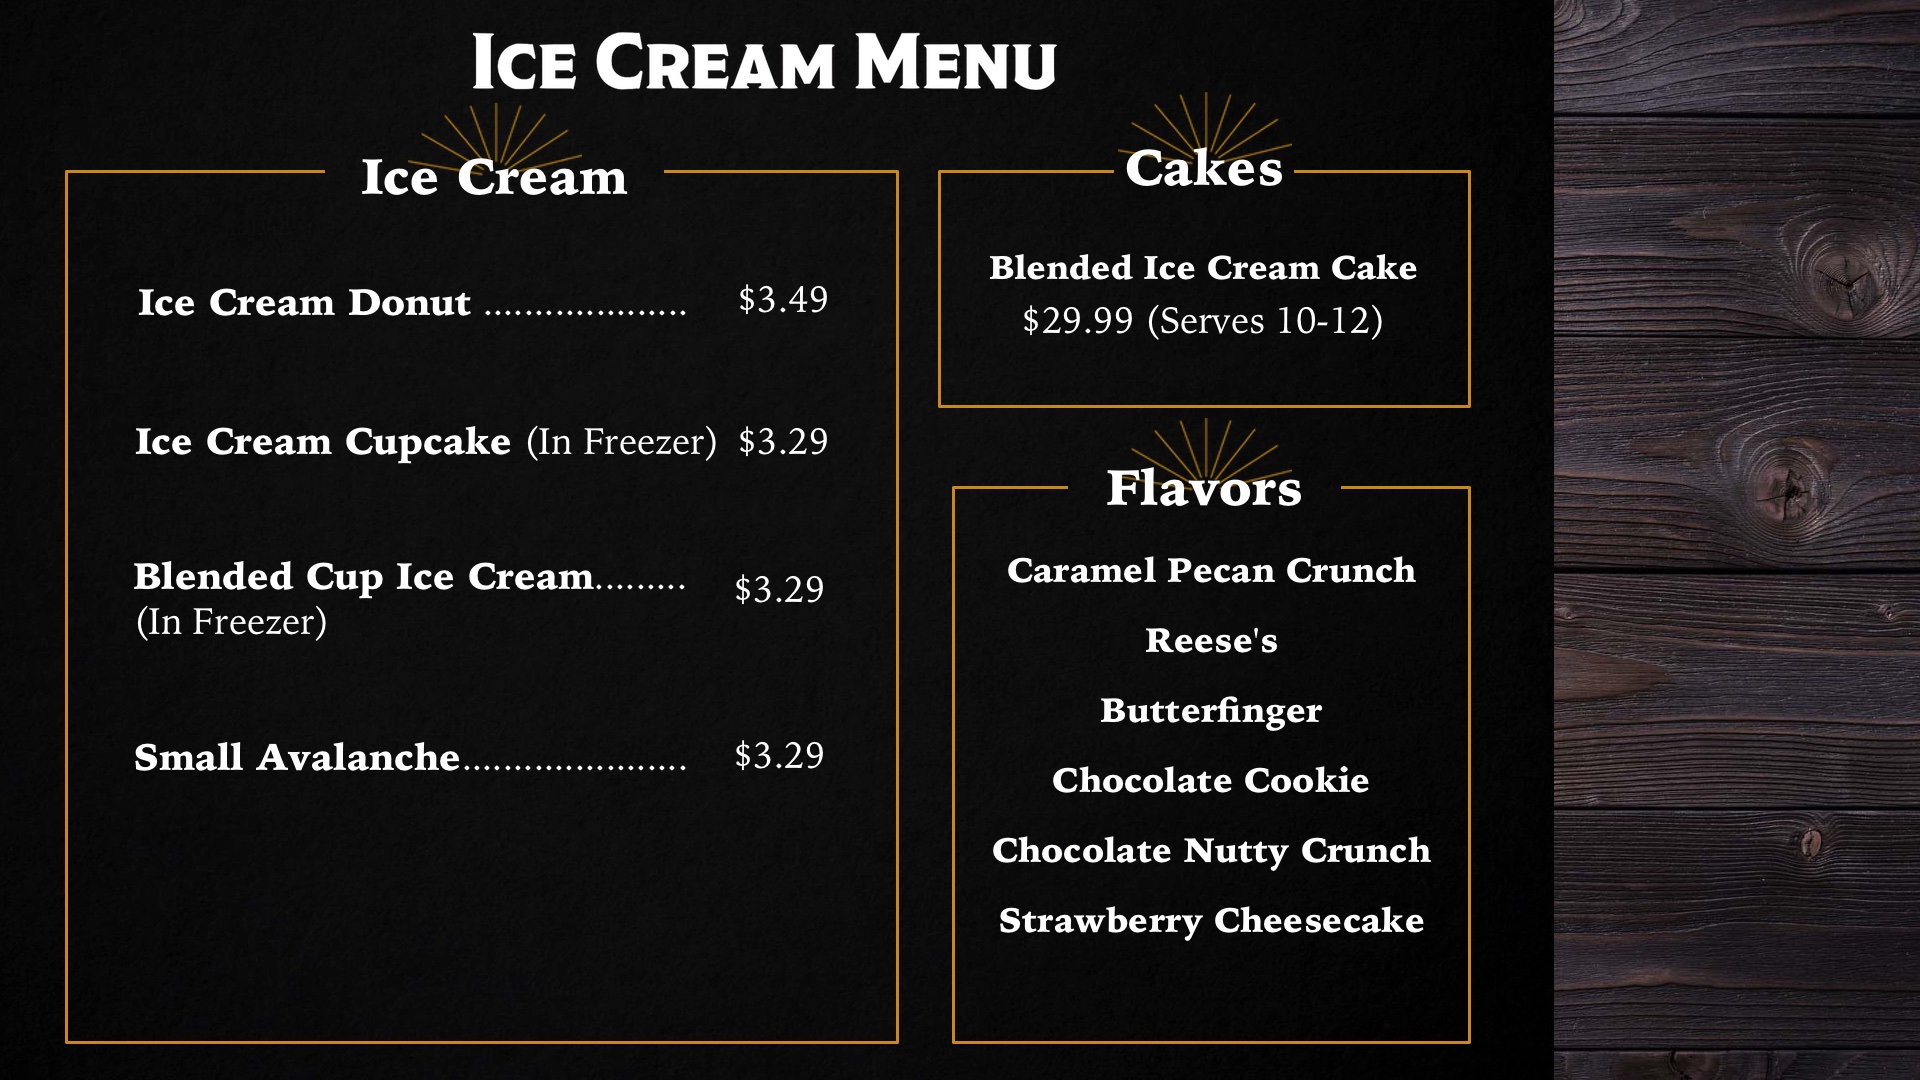 Ice Cream Menu
Ice Cream
Ice Cream Donut .................... $3.49
Ice Cream Cupcake (In Freezer) $3.29
Blended Cup Ice Cream......... $3.29
(In Freezer)
Small Avalanche...................... $3.29
Cakes
Blended Ice Cream Cake
$29.99 (Serves 10-12)
Flavors
Caramel Pecan Crunch
Reese's
Butterfinger
Chocolate Cookie
Chocolate Nutty Crunch
Strawberry Cheesecake